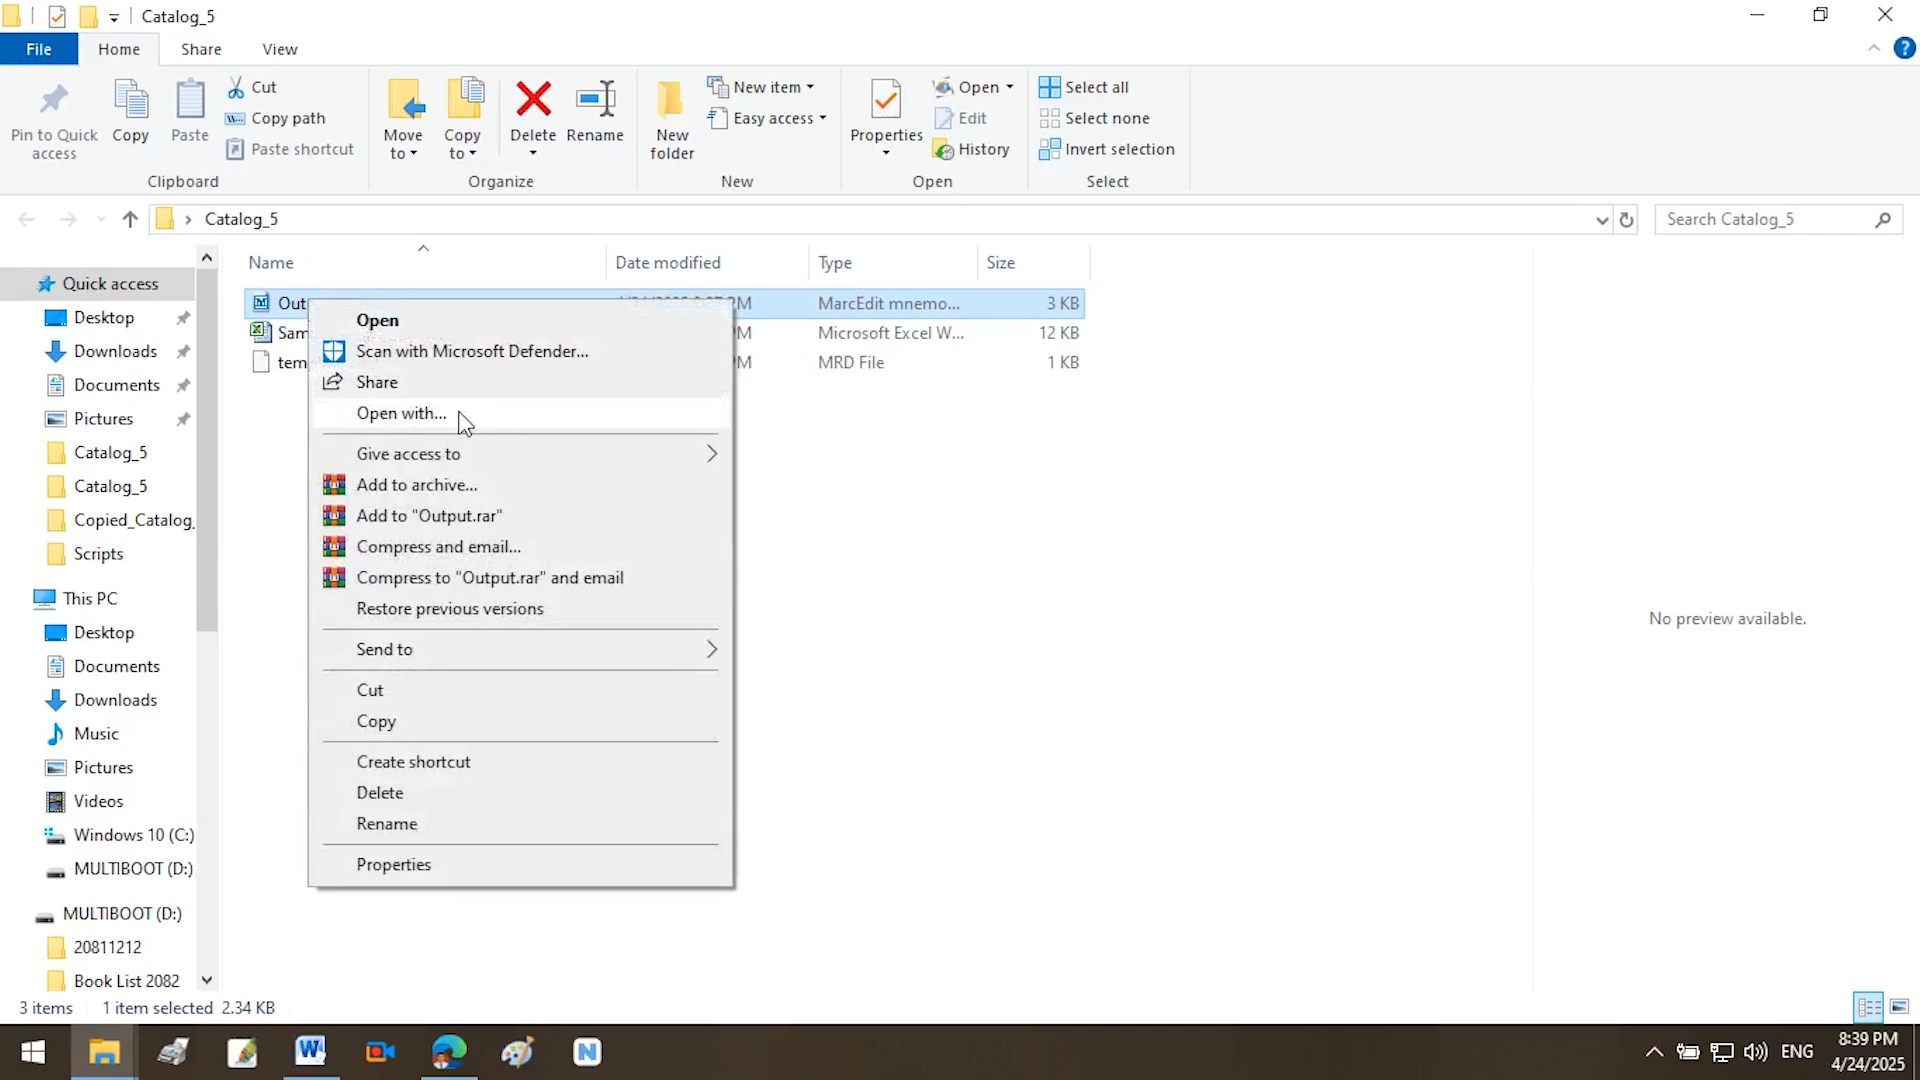 Catalog_5
File Home Share View
Pin to Quick access
Copy
Paste
Cut
Copy path
Paste shortcut
Clipboard
Move to
Copy to
Delete
Rename
Organize
New folder
New item
Easy access
New
Properties
Open
Edit
History
Open
Select all
Select none
Invert selection
Select
Catalog_5
Search Catalog_5
Name Date modified Type Size
MarcEdit mnemo... 3 KB
Microsoft Excel W... 12 KB
MRD File 1 KB
Quick access
Desktop
Downloads
Documents
Pictures
Catalog_5
Catalog_5
Copied_Catalog_
Scripts
This PC
Desktop
Documents
Downloads
Music
Pictures
Videos
Windows 10 (C:)
MULTIBOOT (D:)
MULTIBOOT (D:)
20811212
Book List 2082
Open
Scan with Microsoft Defender...
Share
Open with...
Give access to
Add to archive...
Add to "Output.rar"
Compress and email...
Compress to "Output.rar" and email
Restore previous versions
Send to
Cut
Copy
Create shortcut
Delete
Rename
Properties
No preview available.
3 items 1 item selected 2.34 KB
ENG
8:39 PM
4/24/2025